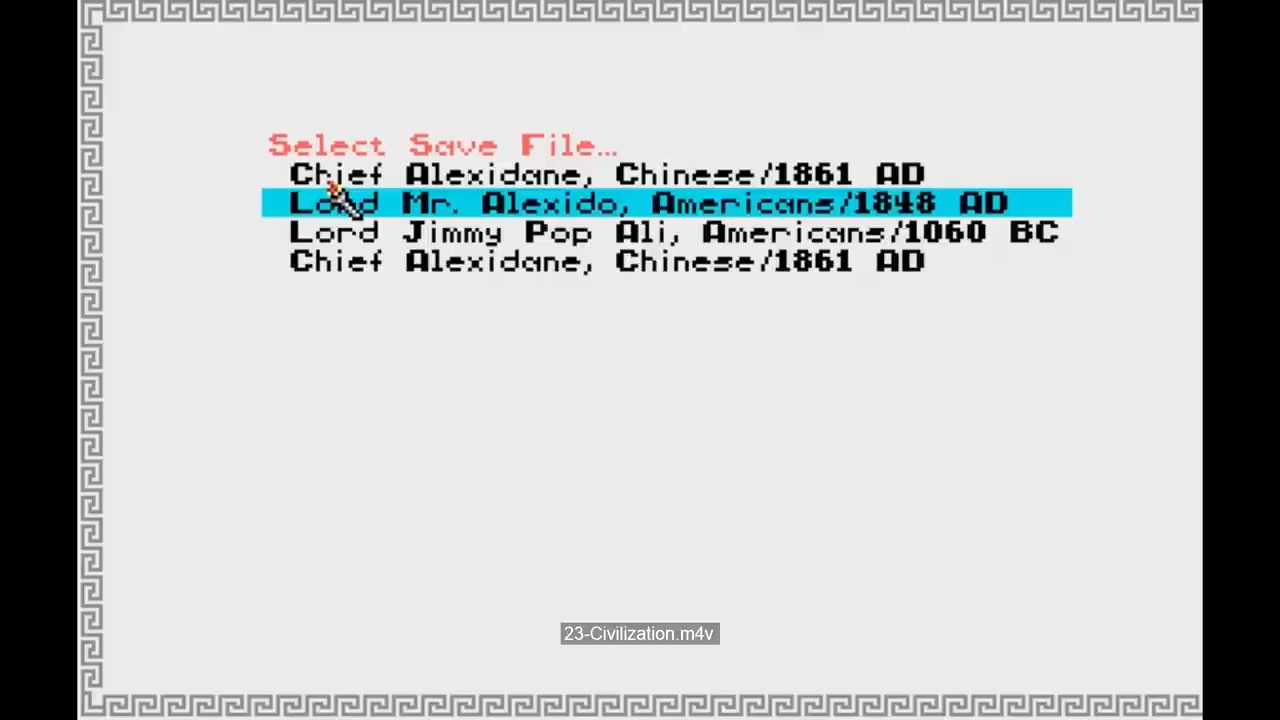 Select Save File...
Chief Alexidane, Chinese/1861 AD
Lord Mr. Alexido, Americans/1848 AD
Lord Jimmy Pop Ali, Americans/1060 BC
Chief Alexidane, Chinese/1861 AD
23-Civilization.m4v